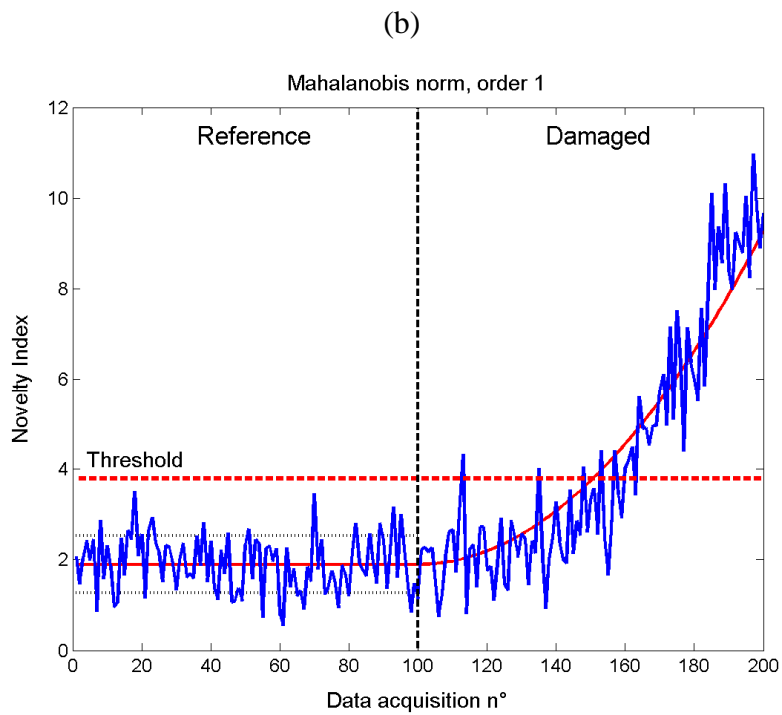 (b)
Mahalanobis norm, order 1
Reference
Damaged
Threshold
Novelty Index
12
10
8
6
4
2
0
0 20 40 60 80 100 120 140 160 180 200
Data acquisition n°